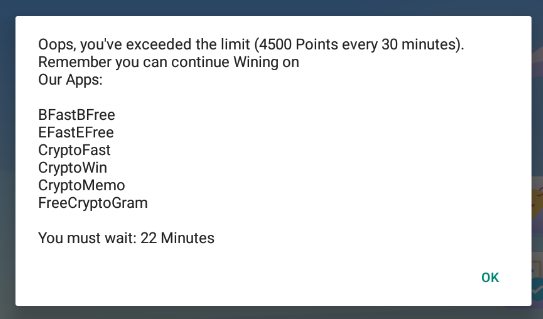 Oops, you've exceeded the limit (4500 Points every 30 minutes).
Remember you can continue Wining on
Our Apps:
BFastBFree
EFastEFree
CryptoFast
CryptoWin
CryptoMemo
FreeCryptoGram
You must wait: 22 Minutes
OK